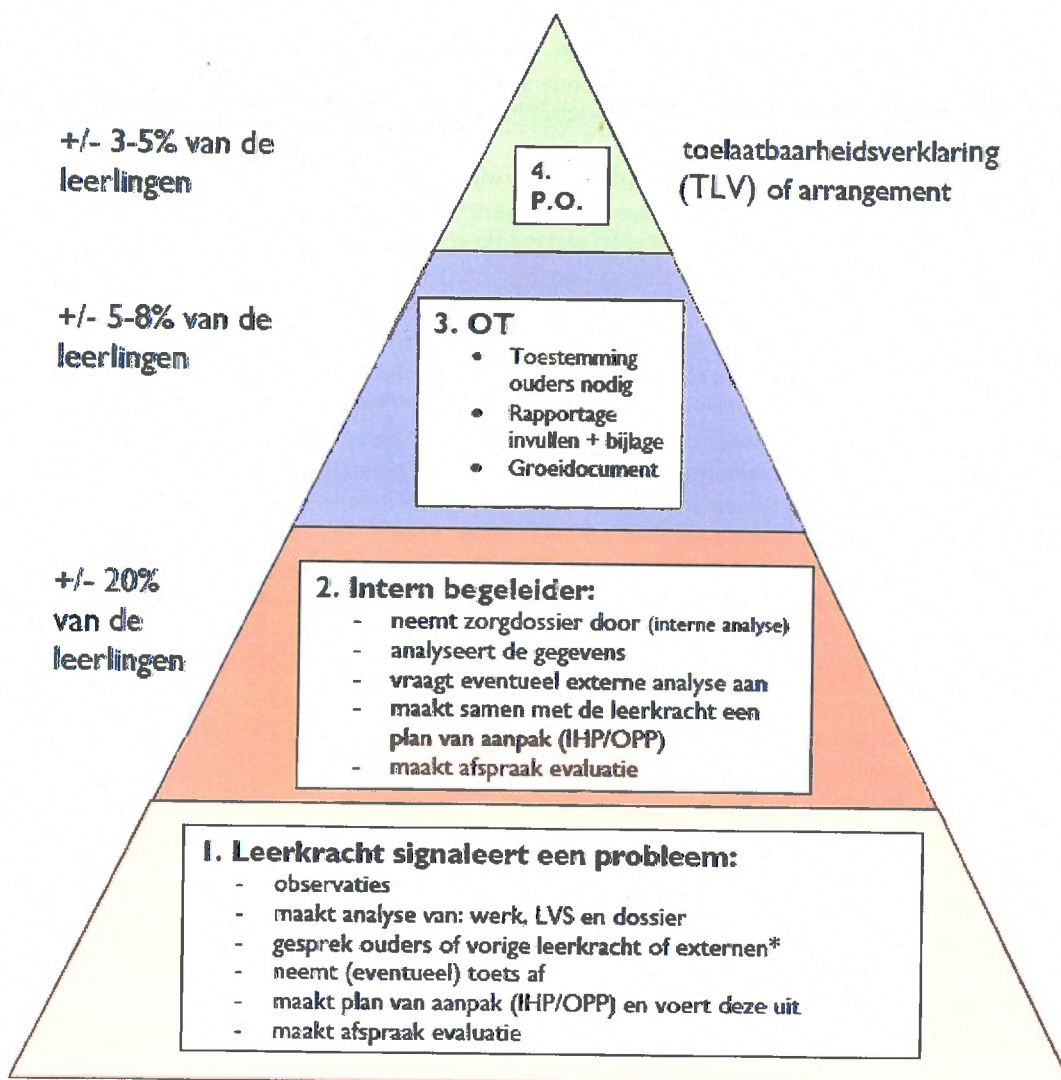 +/- 3-5% van de
leerlingen
4.
P.O.
toelaatbaarheidsverklaring
(TLV) of arrangement
+/- 5-8% van de
leerlingen
3. OT
• Toestemming
ouders nodig
• Rapportage
invullen + bijlage
• Groeidocument
+/- 20%
van de
leerlingen
2. Intern begeleider:
- neemt zorgdossier door (interne analyse)
- analyseert de gegevens
- vraagt eventueel externe analyse aan
- maakt samen met de leerkracht een
plan van aanpak (IHP/OPP)
- maakt afspraak evaluatie
1. Leerkracht signaleert een probleem:
- observaties
- maakt analyse van: werk, LVS en dossier
- gesprek ouders of vorige leerkracht of externen*
- neemt (eventueel) toets af
- maakt plan van aanpak (IHP/OPP) en voert deze uit
- maakt afspraak evaluatie